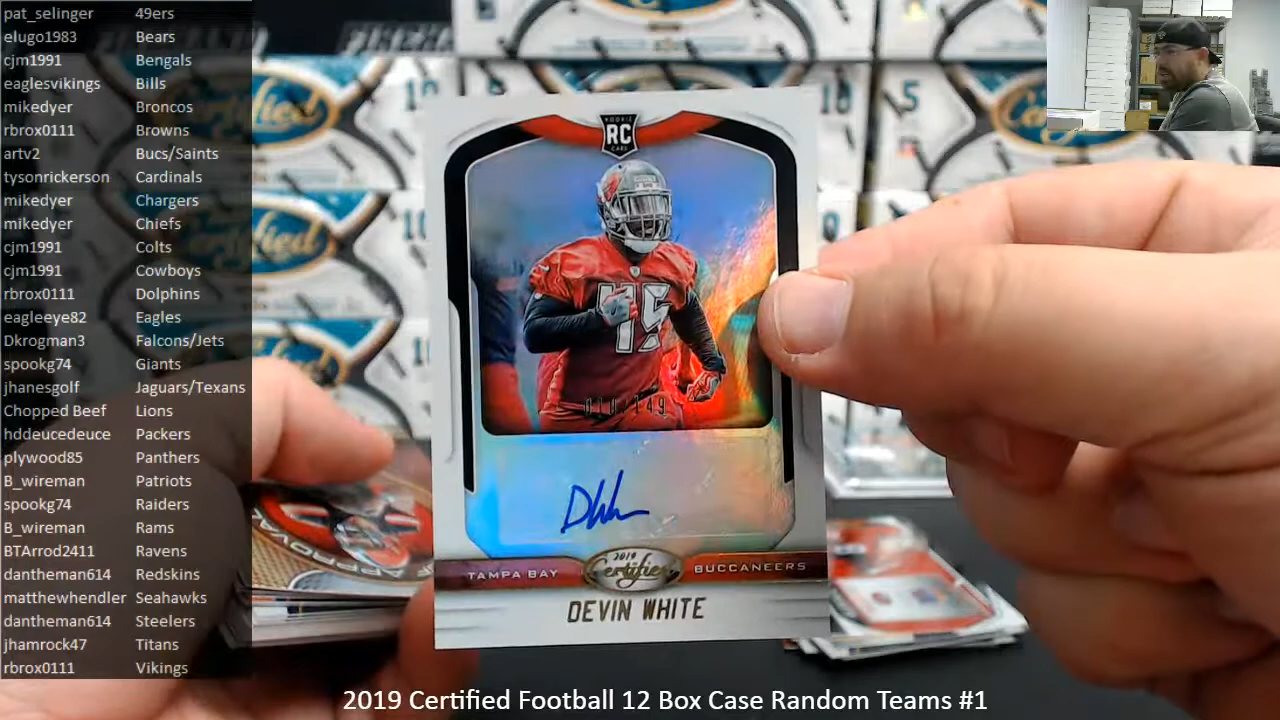 pat_selinger 49ers
elugo1983 Bears
cjm1991 Bengals
eaglesvikings Bills
mikedyer Broncos
rbrox0111 Browns
artv2 Bucs/Saints
tysonrickerson Cardinals
mikedyer Chargers
mikedyer Chiefs
cjm1991 Colts
cjm1991 Cowboys
rbrox0111 Dolphins
eagleeye82 Eagles
Dkrogman3 Falcons/Jets
spookg74 Giants
jhanesgolf Jaguars/Texans
Chopped Beef Lions
hddeucedeuce Packers
plywood85 Panthers
B_wireman Patriots
spookg74 Raiders
B_wireman Rams
BTArrod2411 Ravens
dantheman614 Redskins
matthewhendler Seahawks
dantheman614 Steelers
jhamrock47 Titans
rbrox0111 Vikings
ROOKIE
RC
CARD
45
2019
TAMPA BAY Certified BUCCANEERS
DEVIN WHITE
2019 Certified Football 12 Box Case Random Teams #1